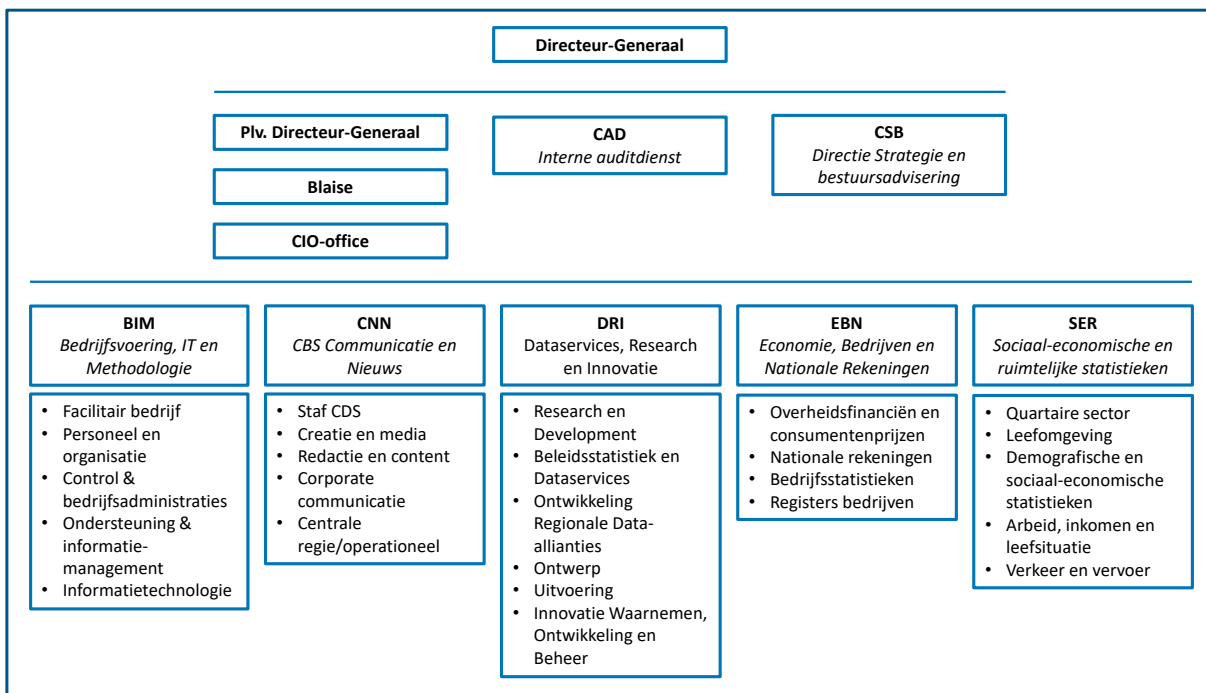 Directeur-Generaal
Plv. Directeur-Generaal
Blaise
CIO-office
CAD
Interne auditdienst
CSB
Directie Strategie en
bestuursadvisering
BIM
Bedrijfsvoering, IT en
Methodologie
• Facilitair bedrijf
• Personeel en
organisatie
• Control &
bedrijfsadministraties
• Ondersteuning &
informatie-
management
• Informatietechnologie
CNN
CBS Communicatie en
Nieuws
• Staf CDS
• Creatie en media
• Redactie en content
• Corporate
communicatie
• Centrale
regie/operationeel
DRI
Dataservices, Research
en Innovatie
• Research en
Development
• Beleidsstatistiek en
Dataservices
• Ontwikkeling
Regionale Data-
allianties
• Ontwerp
• Uitvoering
• Innovatie Waarnemen,
Ontwikkeling en
Beheer
EBN
Economie, Bedrijven en
Nationale Rekeningen
• Overheidsfinanciën en
consumentenprijzen
• Nationale rekeningen
• Bedrijfsstatistieken
• Registers bedrijven
SER
Sociaal-economische en
ruimtelijke statistieken
• Quartaire sector
• Leefomgeving
• Demografische en
sociaal-economische
statistieken
• Arbeid, inkomen en
leefsituatie
• Verkeer en vervoer